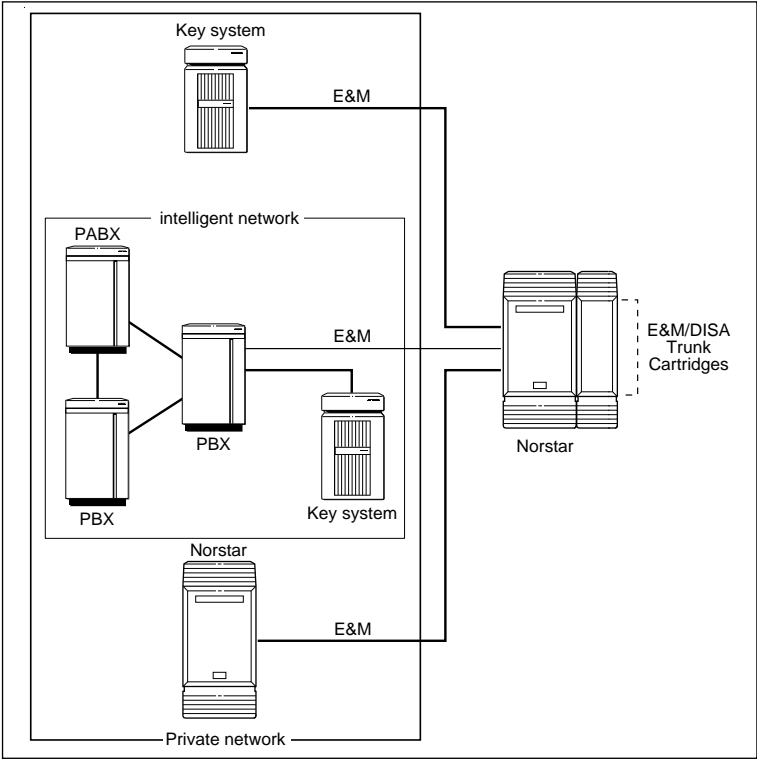 Key system
E&M
intelligent network
PABX
E&M
E&M/DISA
Trunk
Cartridges
PBX
Norstar
PBX
Key system
Norstar
E&M
Private network